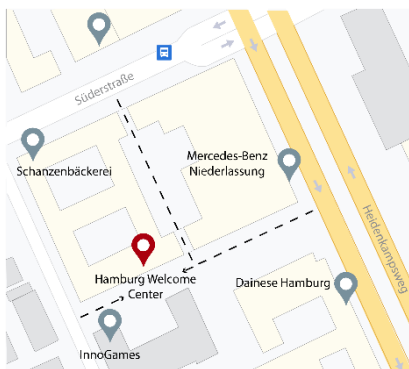 Süderstraße
Schanzenbäckerei
Mercedes-Benz
Niederlassung
Heidenkampsweg
Hamburg Welcome
Center
Dainese Hamburg
InnoGames